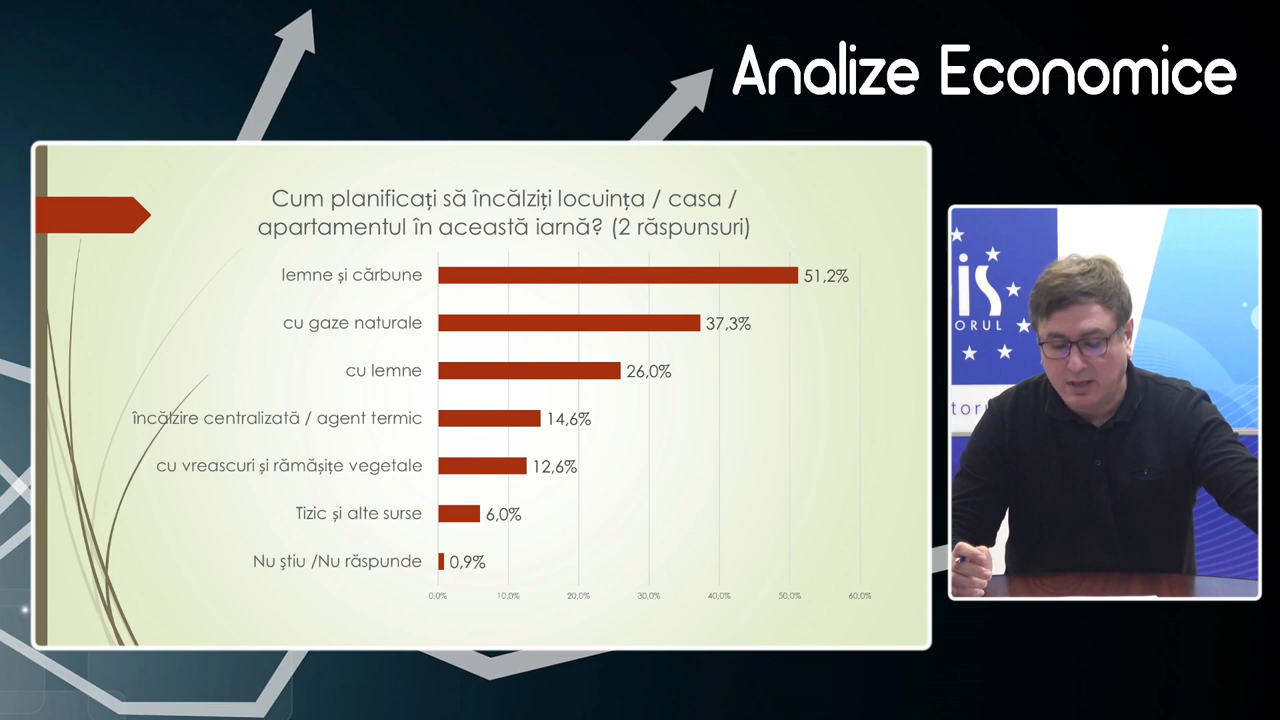 Analize Economice
Cum planificați să încălziți locuința / casa /
apartamentul în această iarnă? (2 răspunsuri)
lemne și cărbune 51,2%
cu gaze naturale 37,3%
cu lemne 26,0%
încălzire centralizată / agent termic 14,6%
cu vreascuri și rămășițe vegetale 12,6%
Tizic și alte surse 6,0%
Nu ştiu /Nu răspunde 0,9%
0,0% 10,0% 20,0% 30,0% 40,0% 50,0% 60,0%
is
ORUL
tori